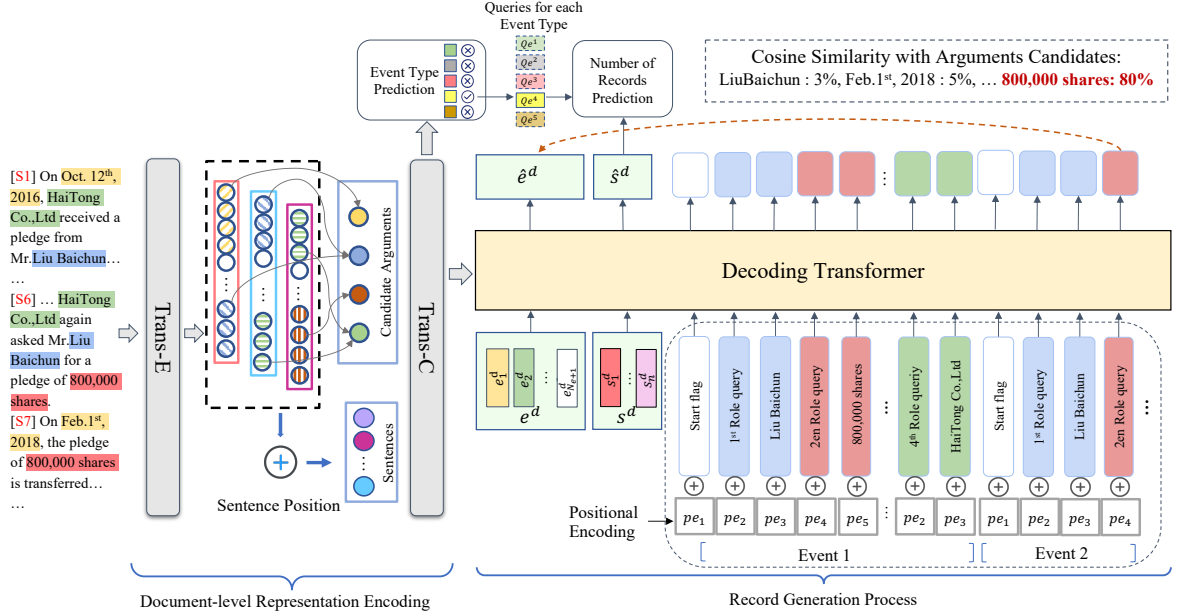 Queries for each
Event Type
Event Type
Prediction
Qe¹
Qe²
Qe³
Qe⁴
Qe⁵
Number of
Records
Prediction
Cosine Similarity with Arguments Candidates:
LiuBaichun : 3%, Feb.1st, 2018 : 5%, … 800,000 shares: 80%
[S1] On Oct. 12th,
2016, HaiTong
Co.,Ltd received a
pledge from
Mr.Liu Baichun…
…
[S6] … HaiTong
Co.,Ltd again
asked Mr.Liu
Baichun for a
pledge of 800,000
shares.
[S7] On Feb.1st,
2018, the pledge
of 800,000 shares
is transferred…
…
Trans-E
…
…
…
Candidate Arguments
Sentences
…
+
Sentence Position
Trans-C
ê^d
ŝ^d
⋮
Decoding Transformer
e_1^d
e_2^d
…
e_{N_{e+1}}^d
e^d
s_1^d
…
s_n^d
s^d
Start flag
1st Role query
Liu Baichun
2en Role query
800,000 shares
…
4th Role query
HaiTong Co.,Ltd
Start flag
1st Role query
Liu Baichun
2en Role query
…
Positional
Encoding
pe₁
pe₂
pe₃
pe₄
pe₅
⋮
pe₂
pe₃
pe₁
pe₂
pe₃
pe₄
Event 1
Event 2
Document-level Representation Encoding
Record Generation Process